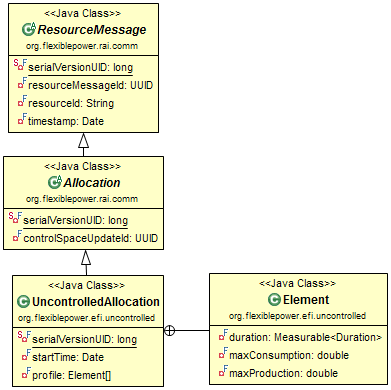 <<Java Class>>
ResourceMessage
org.flexiblepower.rai.comm
serialVersionUID: long
resourceMessageId: UUID
resourceId: String
timestamp: Date
<<Java Class>>
Allocation
org.flexiblepower.rai.comm
serialVersionUID: long
controlSpaceUpdateId: UUID
<<Java Class>>
UncontrolledAllocation
org.flexiblepower.efi.uncontrolled
serialVersionUID: long
startTime: Date
profile: Element[]
<<Java Class>>
Element
org.flexiblepower.efi.uncontrolled
duration: Measurable<Duration>
maxConsumption: double
maxProduction: double